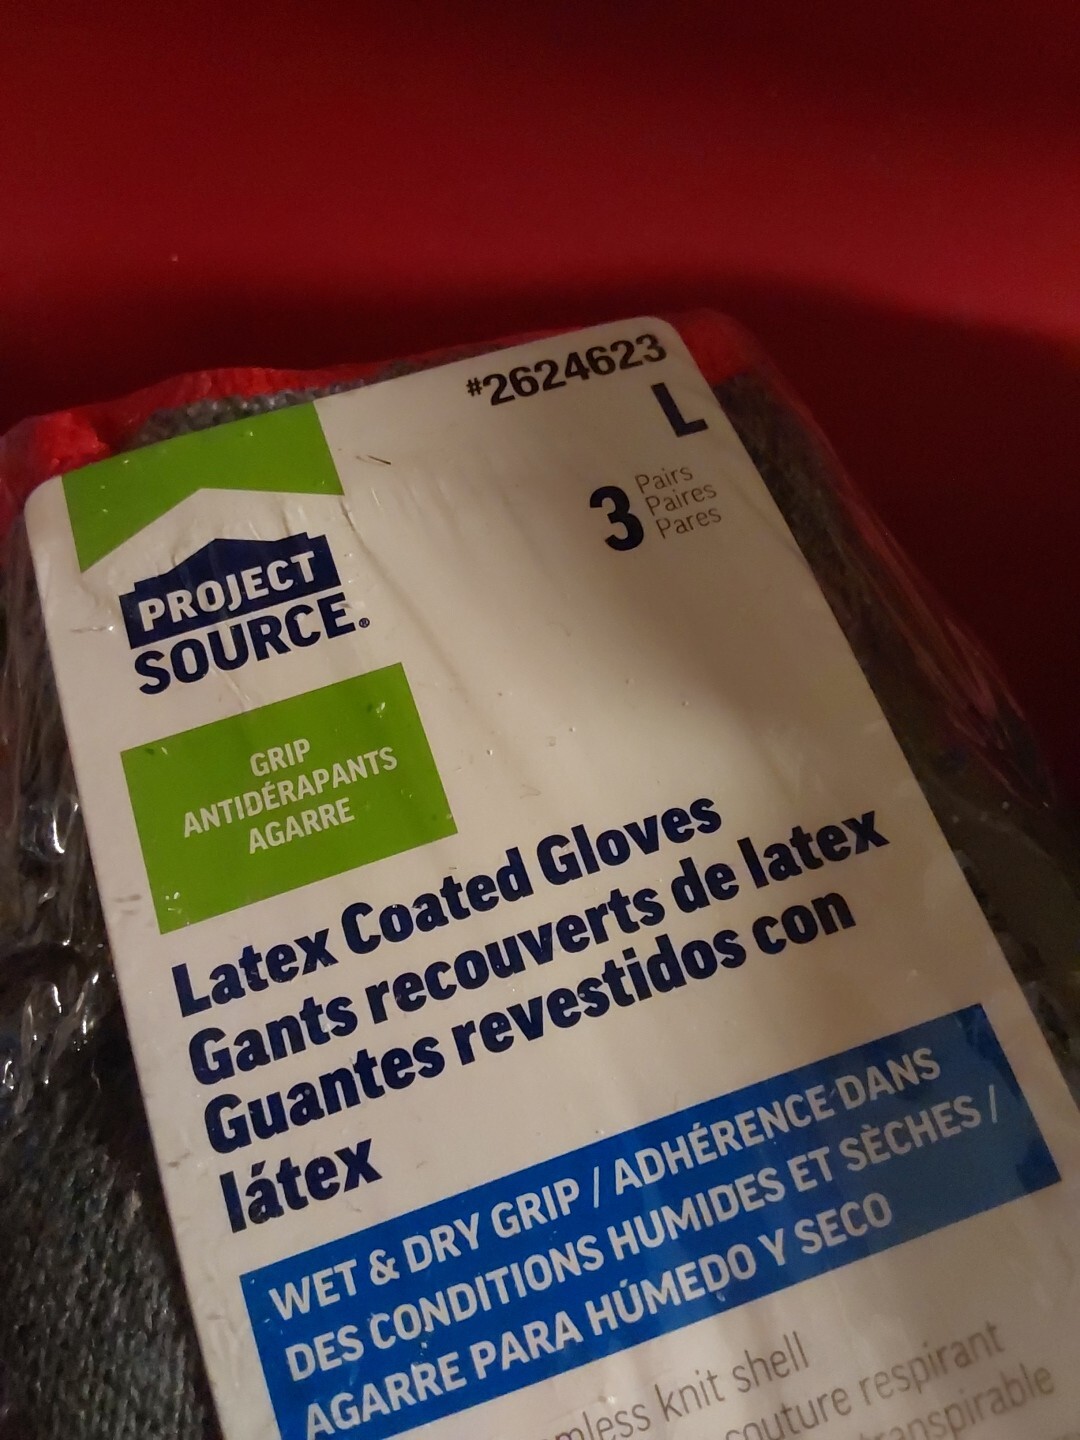 #2624623
L
3 Pairs
Paires
Pares
PROJECT
SOURCE®
GRIP
ANTIDÉRAPANTS
AGARRE
Latex Coated Gloves
Gants recouverts de latex
Guantes revestidos con
látex
WET & DRY GRIP / ADHÉRENCE DANS
DES CONDITIONS HUMIDES ET SÈCHES /
AGARRE PARA HÚMEDO Y SECO
knit shell
couture respirant
transpirable